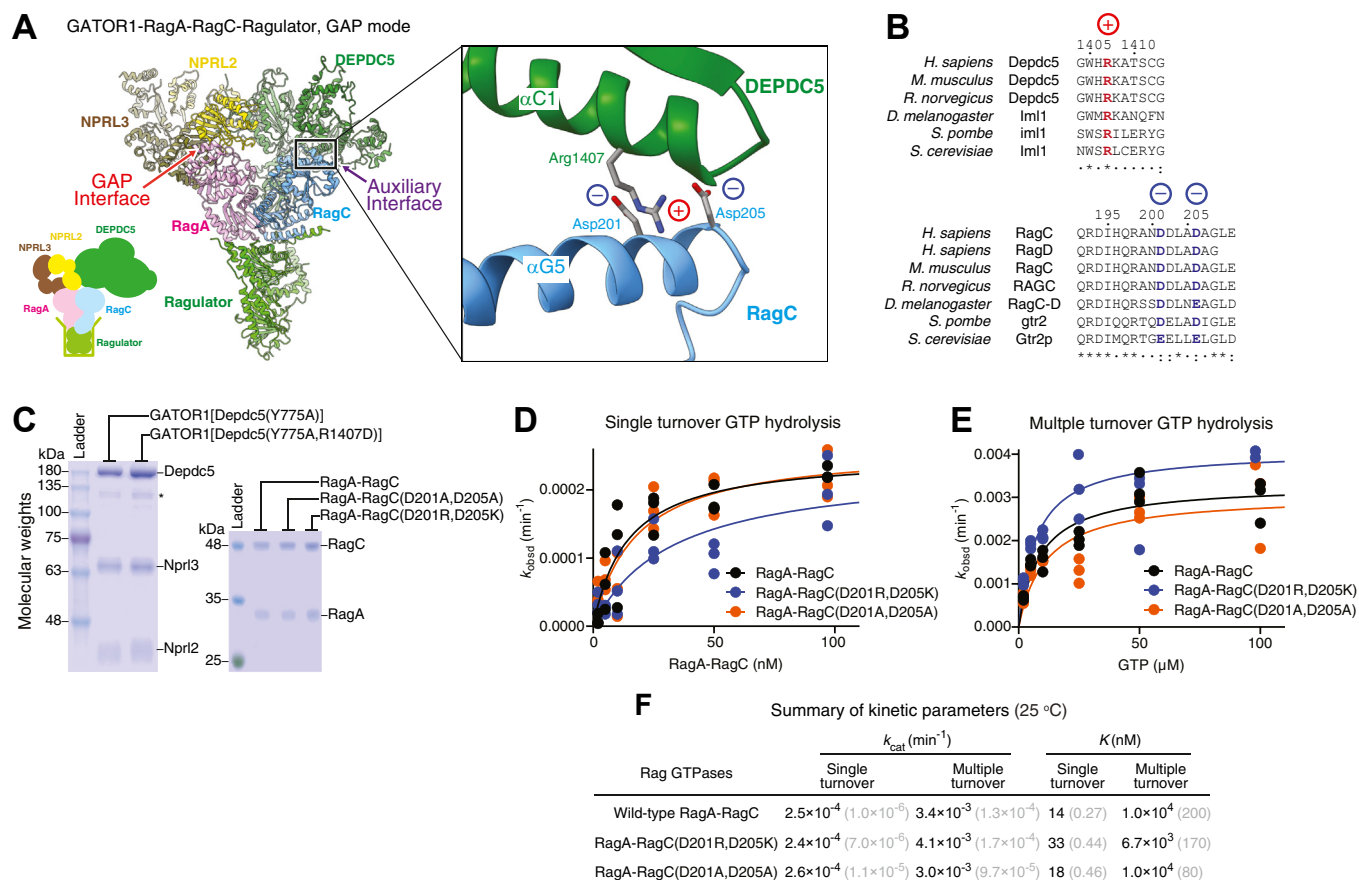 A
GATOR1-RagA-RagC-Ragulator, GAP mode
NPRL2
DEPDC5
NPRL3
GAP
Interface
RagA
RagC
Auxiliary
Interface
Ragulator
DEPDC5
NPRL2
NPRL3
RagA
RagC
Ragulator
DEPDC5
αC1
Arg1407
−
−
+
Asp201
Asp205
αG5
RagC
B
+
1405 1410
H. sapiens Depdc5 GWHRKATSCG
M. musculus Depdc5 GWHRKATSCG
R. norvegicus Depdc5 GWHRKATSCG
D. melanogaster Iml1 GWMRKANQFN
S. pombe iml1 SWSRILERYG
S. cerevisiae Iml1 NWSRLCERYG
.*.* . :
− −
195 200 205
H. sapiens RagC QRDIHQRANDDLADAGLE
H. sapiens RagD QRDIHQRANDDLADAG
M. musculus RagC QRDIHQRANDDLADAGLE
R. norvegicus RAGC QRDIHQRANDDLADAGLE
D. melanogaster RagC-D QRDIHQRSSDDLNEAGLD
S. pombe gtr2 QRDIQQRTQDELADIGLE
S. cerevisiae Gtr2p QRDIMQRTGEELLELGLD
****.**..::*.:.**:
C
Ladder
GATOR1[Depdc5(Y775A)]
GATOR1[Depdc5(Y775A,R1407D)]
kDa
180
135
100
75
63
48
Molecular weights
Depdc5
*
Nprl3
Nprl2
Ladder
RagA-RagC
RagA-RagC(D201A,D205A)
RagA-RagC(D201R,D205K)
kDa
48
35
25
RagC
RagA
D
Single turnover GTP hydrolysis
kobsd (min-1)
0.0002
0.0001
0.0000
0 50 100
RagA-RagC (nM)
RagA-RagC
RagA-RagC(D201R,D205K)
RagA-RagC(D201A,D205A)
E
Multple turnover GTP hydrolysis
kobsd (min-1)
0.004
0.003
0.002
0.001
0.000
0 50 100
GTP (µM)
RagA-RagC
RagA-RagC(D201R,D205K)
RagA-RagC(D201A,D205A)
F
Summary of kinetic parameters (25 °C)
kcat (min-1) K (nM)
Rag GTPases Single turnover Multiple turnover Single turnover Multiple turnover
Wild-type RagA-RagC 2.5×10-4 (1.0×10-6) 3.4×10-3 (1.3×10-4) 14 (0.27) 1.0×104 (200)
RagA-RagC(D201R,D205K) 2.4×10-4 (7.0×10-6) 4.1×10-3 (1.7×10-4) 33 (0.44) 6.7×103 (170)
RagA-RagC(D201A,D205A) 2.6×10-4 (1.1×10-5) 3.0×10-3 (9.7×10-5) 18 (0.46) 1.0×104 (80)